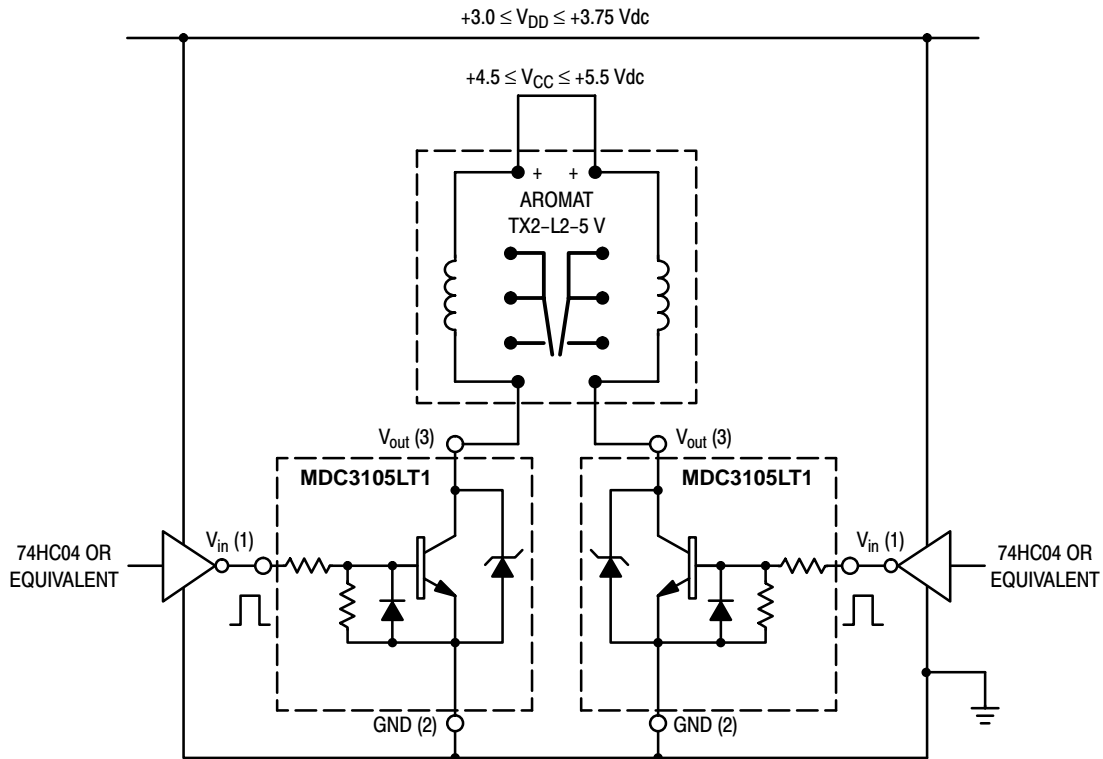 +3.0 ≤ VDD ≤ +3.75 Vdc
+4.5 ≤ VCC ≤ +5.5 Vdc
+ +
AROMAT
TX2–L2–5 V
Vout (3)
Vout (3)
MDC3105LT1
MDC3105LT1
74HC04 OR
EQUIVALENT
Vin (1)
Vin (1)
74HC04 OR
EQUIVALENT
GND (2)
GND (2)